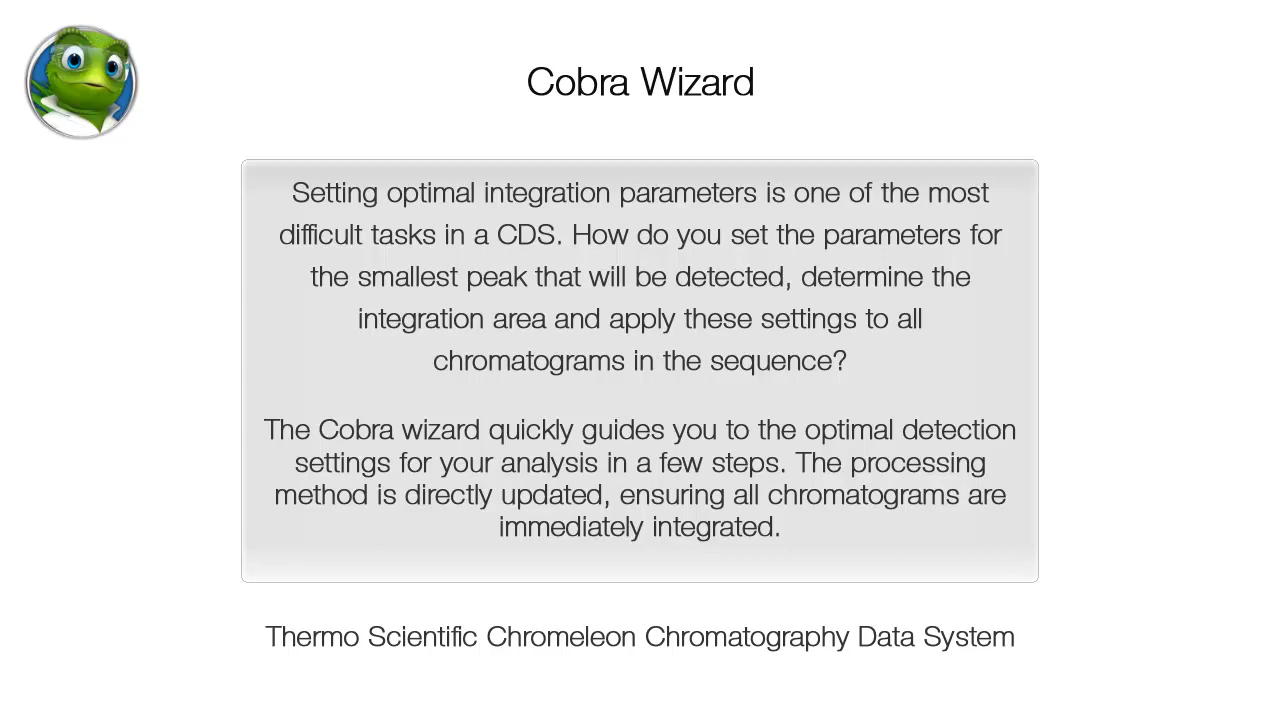 Cobra Wizard
Setting optimal integration parameters is one of the most
difficult tasks in a CDS. How do you set the parameters for
the smallest peak that will be detected, determine the
integration area and apply these settings to all
chromatograms in the sequence?
The Cobra wizard quickly guides you to the optimal detection
settings for your analysis in a few steps. The processing
method is directly updated, ensuring all chromatograms are
immediately integrated.
Thermo Scientific Chromeleon Chromatography Data System